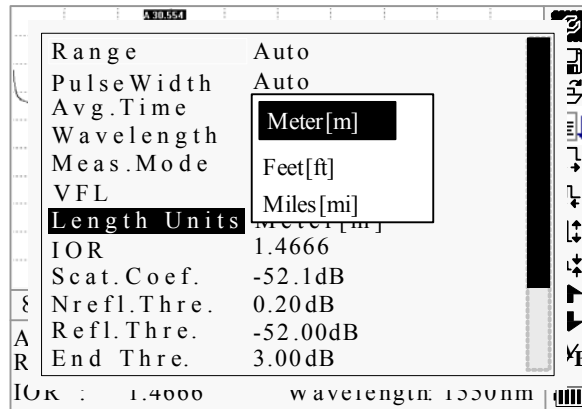 A 30.554
Range Auto
PulseWidth Auto
Avg.Time
Wavelength
Meas.Mode
VFL
Length Units Meter[m]
Meter[m]
Feet[ft]
Miles[mi]
IOR 1.4666
Scat.Coef. -52.1dB
Nrefl.Thre. 0.20dB
Refl.Thre. -52.00dB
End Thre. 3.00dB
A
R
IOR : 1.4666 Wavelength: 1550nm